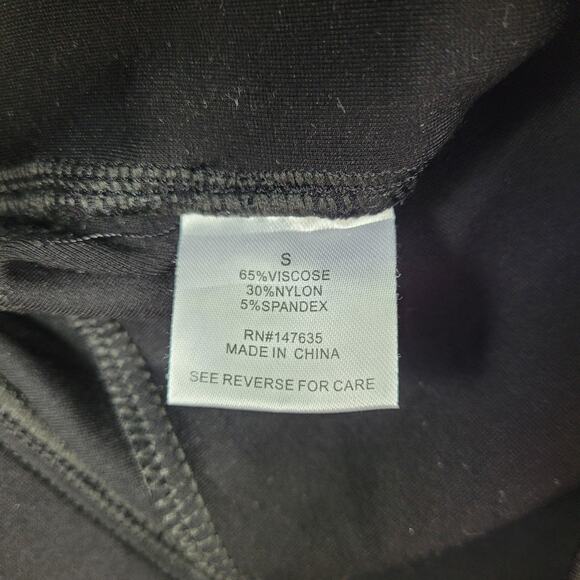 S
65%VISCOSE
30%NYLON
5%SPANDEX
RN#147635
MADE IN CHINA
SEE REVERSE FOR CARE